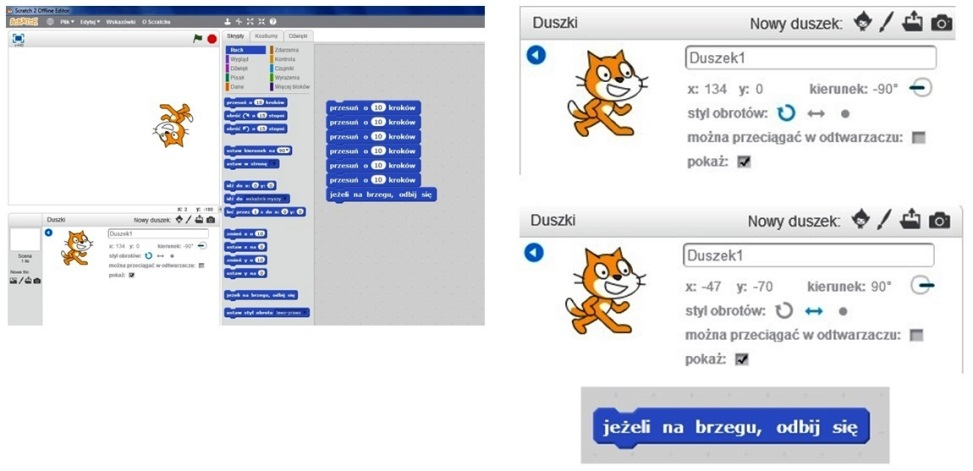 Scratch 2 Offline Editor
SCRATCH Plik Edytuj Wskazówki O Scratchu
Skrypty Kostiumy Dźwięki
Ruch Zdarzenia
Wygląd Kontrola
Dźwięk Czujniki
Pisak Wyrażenia
Dane Więcej bloków
przesuń o 10 kroków
obróć o 15 stopni
obróć o 15 stopni
ustaw kierunek na 90
ustaw w stronę
idź do x: 0 y: 0
idź do wskaźnik myszy
leć przez 1 s do x: 0 y: 0
zmień x o 10
ustaw x na 0
zmień y o 10
ustaw y na 0
jeżeli na brzegu, odbij się
ustaw styl obrotu lewo-prawo
przesuń o 10 kroków
przesuń o 10 kroków
przesuń o 10 kroków
przesuń o 10 kroków
przesuń o 10 kroków
przesuń o 10 kroków
jeżeli na brzegu, odbij się
x: 2 y: -180
Duszki Nowy duszek:
Duszek1
x: 134 y: 0 kierunek: -90°
styl obrotów:
można przeciągać w odtwarzaczu:
pokaż:
Scena
1 tło
Nowe tło:
Duszki Nowy duszek:
Duszek1
x: 134 y: 0 kierunek: -90°
styl obrotów:
można przeciągać w odtwarzaczu:
pokaż:
Duszki Nowy duszek:
Duszek1
x: -47 y: -70 kierunek: 90°
styl obrotów:
można przeciągać w odtwarzaczu:
pokaż:
jeżeli na brzegu, odbij się